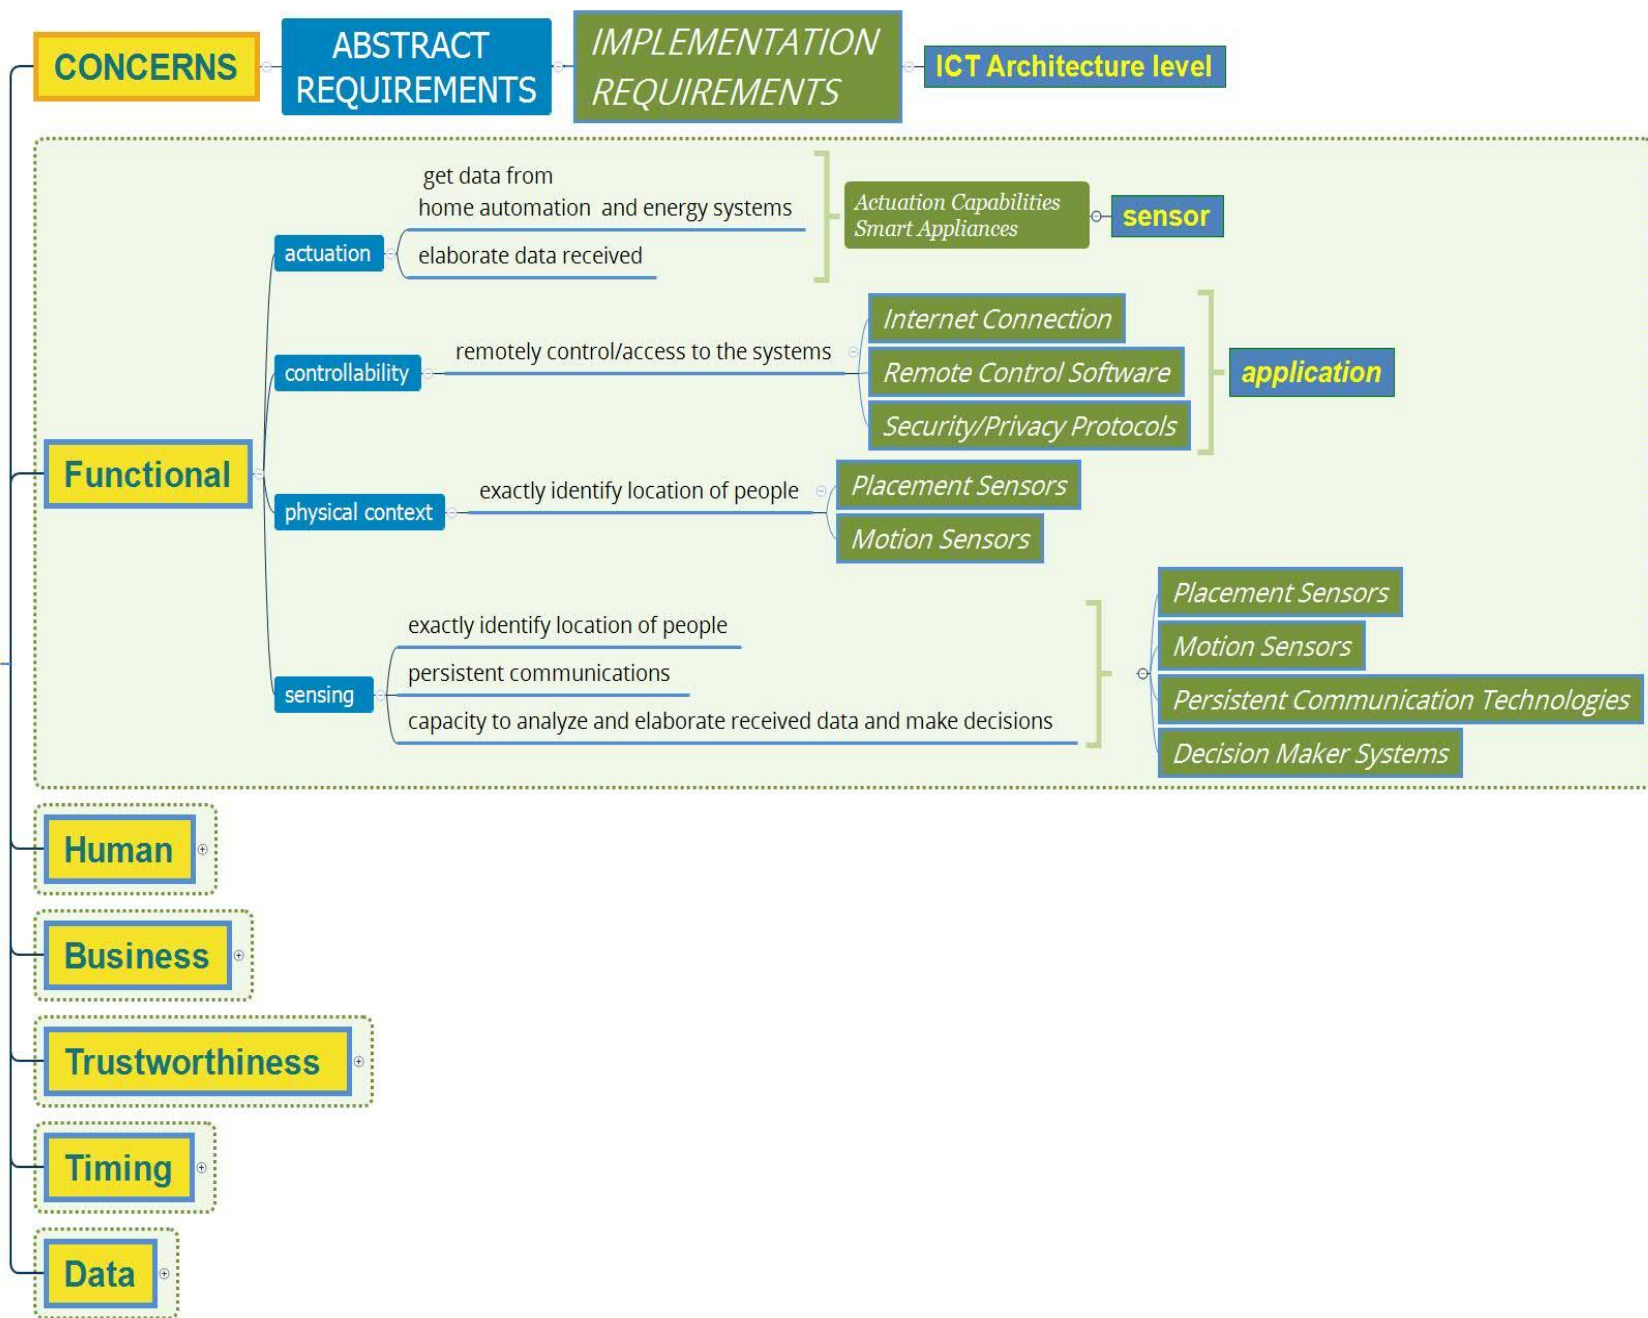 CONCERNS
ABSTRACT
REQUIREMENTS
IMPLEMENTATION
REQUIREMENTS
ICT Architecture level
Functional
actuation
get data from
home automation and energy systems
elaborate data received
Actuation Capabilities
Smart Appliances
sensor
controllability
remotely control/access to the systems
Internet Connection
Remote Control Software
Security/Privacy Protocols
application
physical context
exactly identify location of people
Placement Sensors
Motion Sensors
sensing
exactly identify location of people
persistent communications
capacity to analyze and elaborate received data and make decisions
Placement Sensors
Motion Sensors
Persistent Communication Technologies
Decision Maker Systems
Human
Business
Trustworthiness
Timing
Data